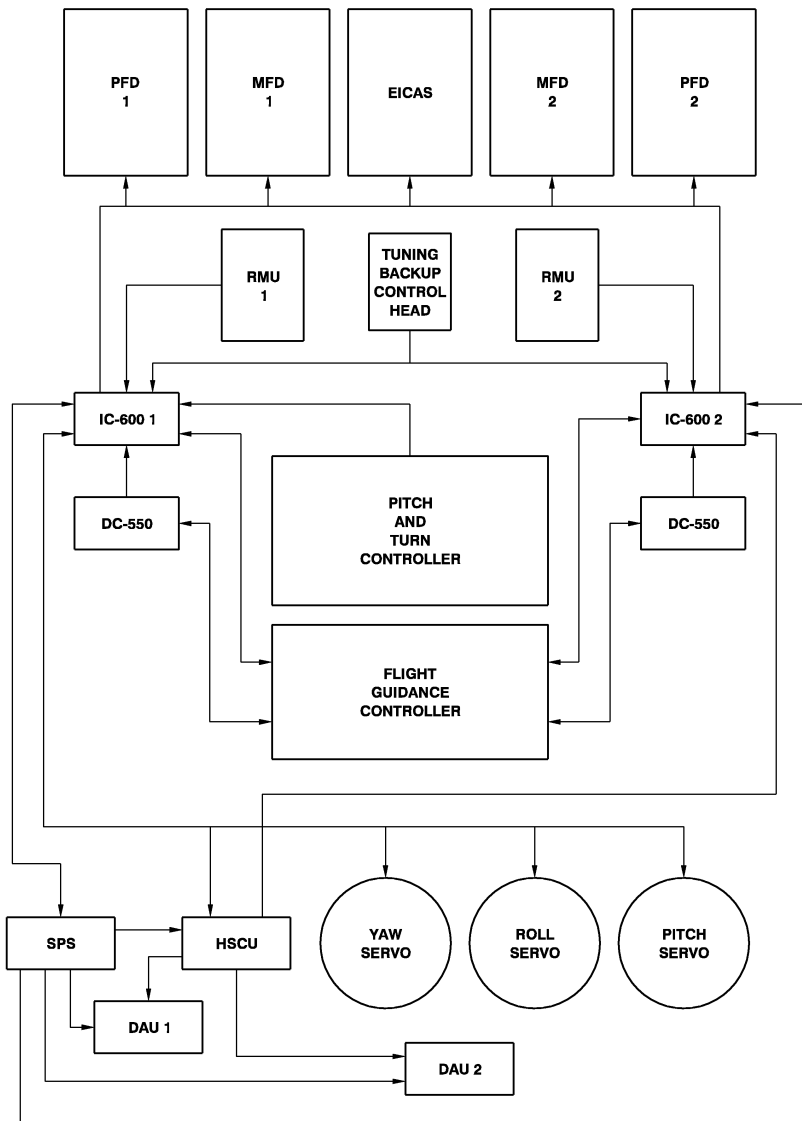 PFD
1
MFD
1
EICAS
MFD
2
PFD
2
RMU
1
TUNING
BACKUP
CONTROL
HEAD
RMU
2
IC-600 1
IC-600 2
DC-550
PITCH
AND
TURN
CONTROLLER
DC-550
FLIGHT
GUIDANCE
CONTROLLER
SPS
HSCU
YAW
SERVO
ROLL
SERVO
PITCH
SERVO
DAU 1
DAU 2